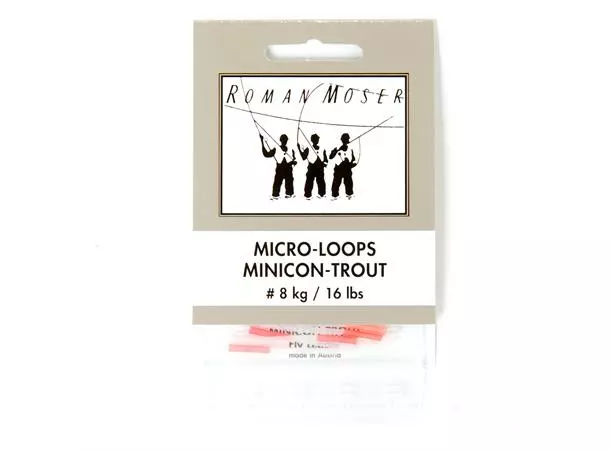 ROMAN MOSER
MICRO-LOOPS
MINICON-TROUT
# 8 kg / 16 lbs
made in Austria